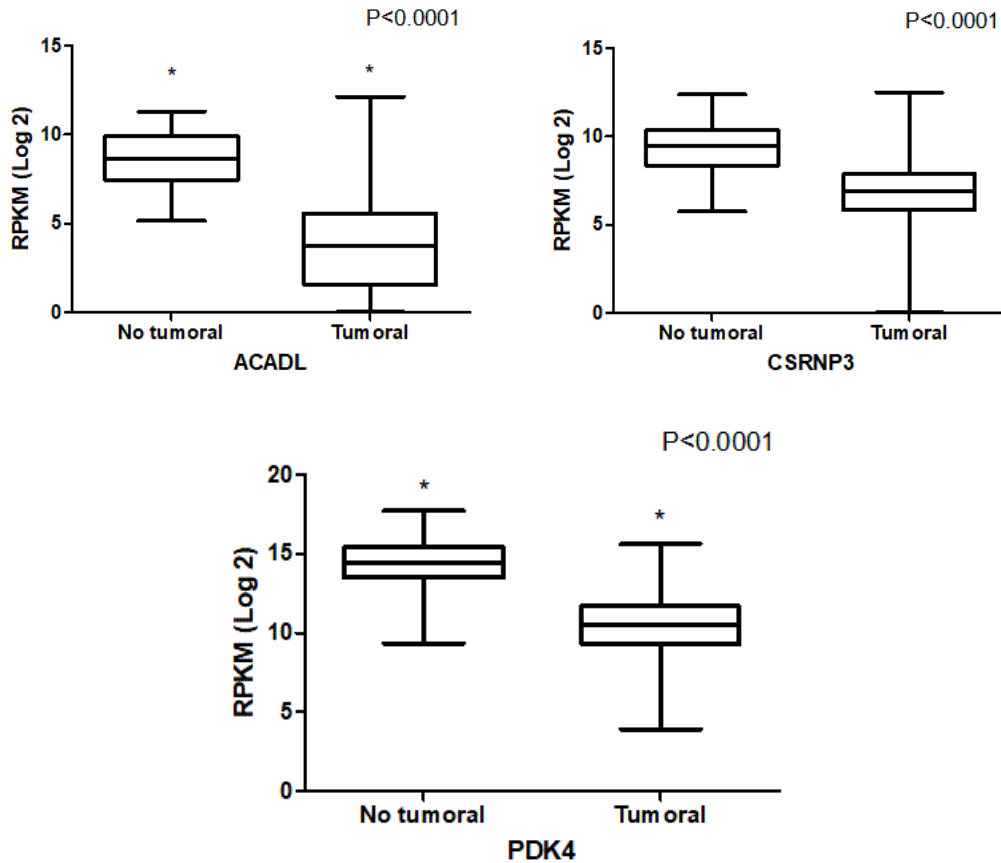 P<0.0001
15
10
5
0
RPKM (Log 2)
*
*
No tumoral
Tumoral
ACADL
P<0.0001
15
10
5
0
RPKM (Log 2)
No tumoral
Tumoral
CSRNP3
P<0.0001
20
15
10
5
0
RPKM (Log 2)
*
*
No tumoral
Tumoral
PDK4